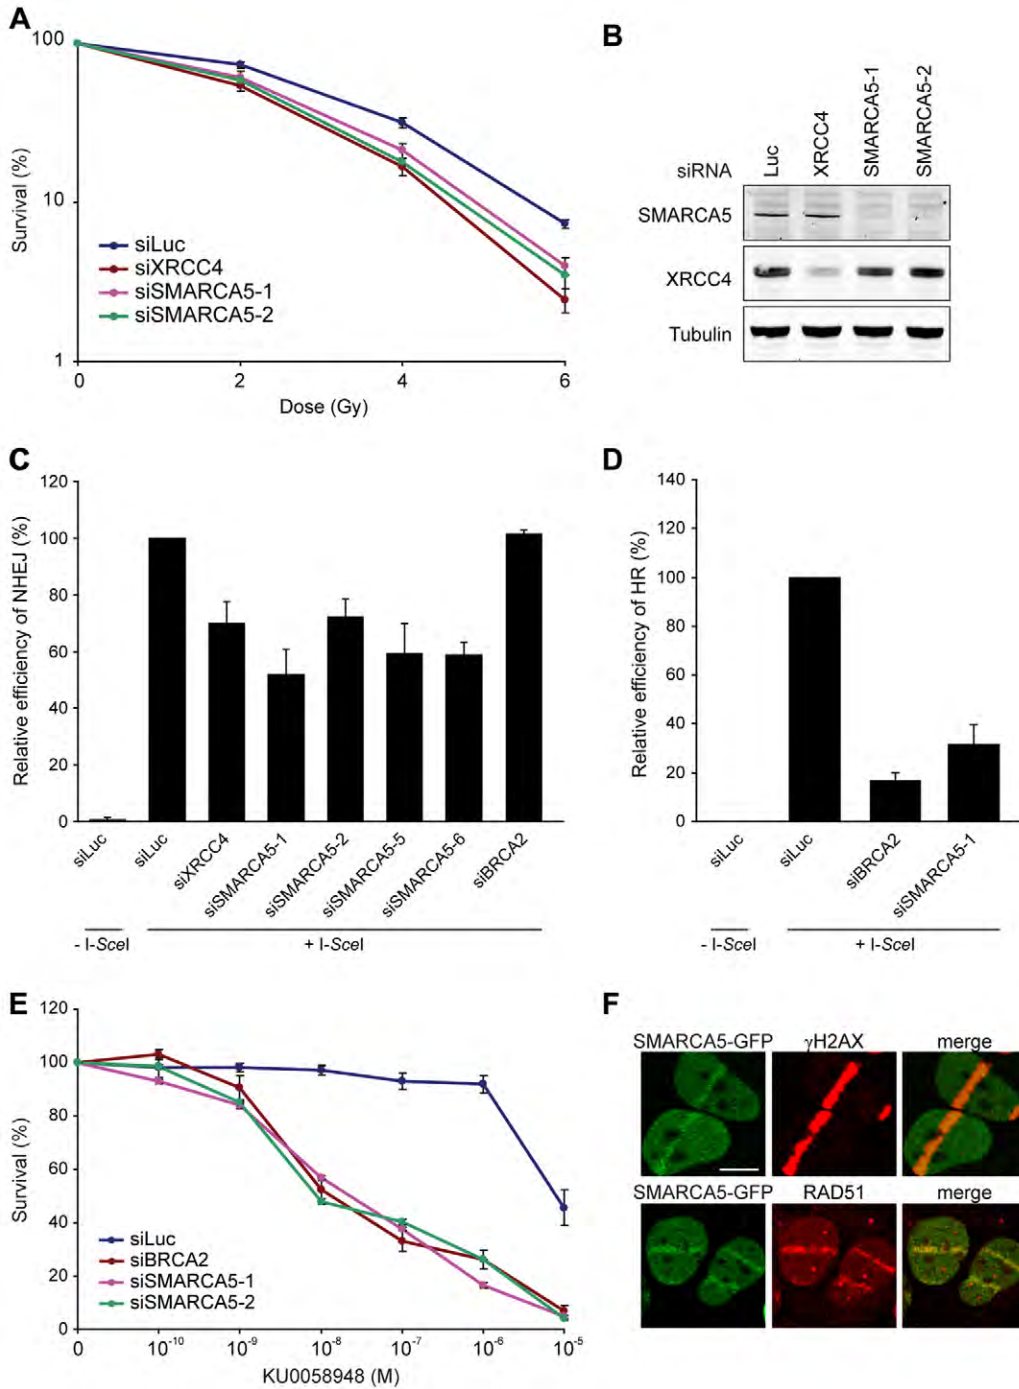 A
100
10
1
Survival (%)
siLuc
siXRCC4
siSMARCA5-1
siSMARCA5-2
0 2 4 6
Dose (Gy)
B
siRNA Luc XRCC4 SMARCA5-1 SMARCA5-2
SMARCA5
XRCC4
Tubulin
C
Relative efficiency of NHEJ (%)
120
100
80
60
40
20
0
siLuc siLuc siXRCC4 siSMARCA5-1 siSMARCA5-2 siSMARCA5-5 siSMARCA5-6 siBRCA2
- I-SceI + I-SceI
D
Relative efficiency of HR (%)
140
120
100
80
60
40
20
0
siLuc siLuc siBRCA2 siSMARCA5-1
- I-SceI + I-SceI
E
Survival (%)
120
100
80
60
40
20
0
siLuc
siBRCA2
siSMARCA5-1
siSMARCA5-2
0 10⁻¹⁰ 10⁻⁹ 10⁻⁸ 10⁻⁷ 10⁻⁶ 10⁻⁵
KU0058948 (M)
F
SMARCA5-GFP γH2AX merge
SMARCA5-GFP RAD51 merge